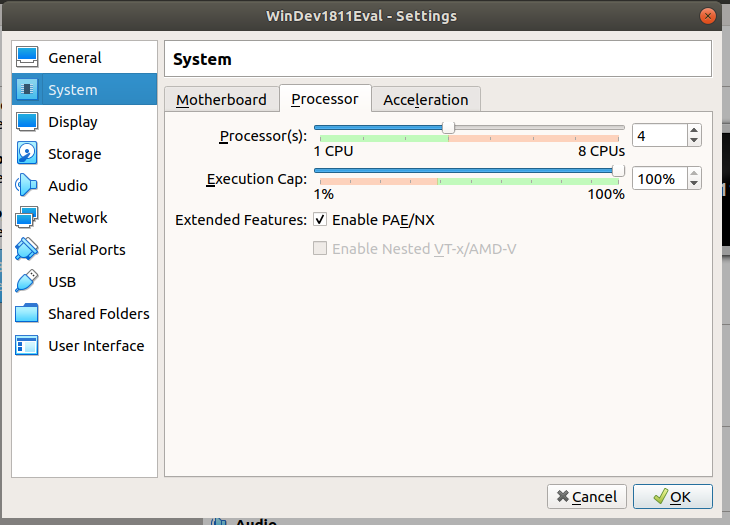 WinDev1811Eval - Settings
General
System
Display
Storage
Audio
Network
Serial Ports
USB
Shared Folders
User Interface
System
Motherboard
Processor
Acceleration
Processor(s):
4
1 CPU
8 CPUs
Execution Cap:
100%
1%
100%
Extended Features:
Enable PAE/NX
Enable Nested VT-x/AMD-V
Cancel
OK
Audio